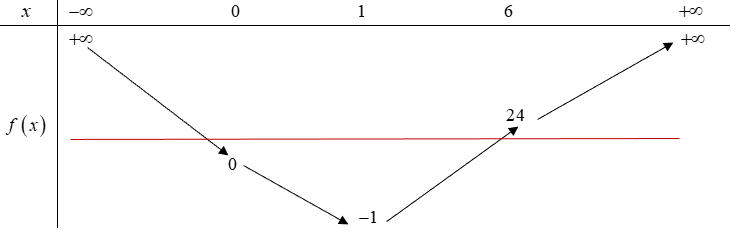 x −∞ 0 1 6 +∞
+∞ +∞
24
f(x)
0
−1